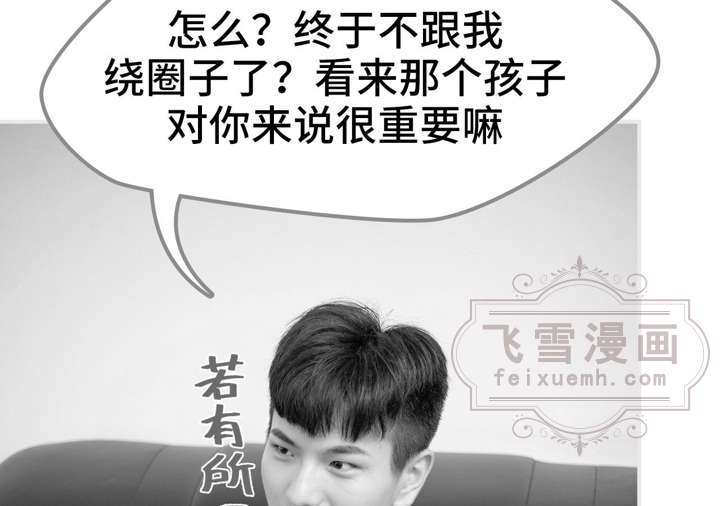 怎么？终于不跟我
绕圈子了？看来那个孩子
对你来说很重要嘛
飞雪漫画
feixuemh.com
若有所